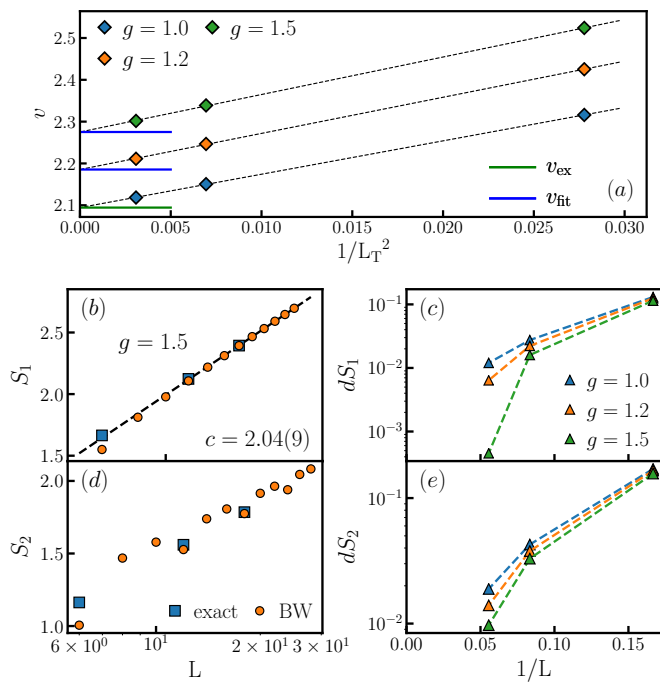 g = 1.0
g = 1.5
g = 1.2
2.5
2.4
2.3
2.2
2.1
v
v_ex
v_fit
(a)
0.000 0.005 0.010 0.015 0.020 0.025 0.030
1/L_T^2
(b)
g = 1.5
c = 2.04(9)
2.5
2.0
1.5
S_1
(c)
10^{-1}
10^{-2}
10^{-3}
dS_1
g = 1.0
g = 1.2
g = 1.5
(d)
2.0
1.5
1.0
S_2
exact BW
6 × 10^0 10^1 2 × 10^1 3 × 10^1
L
(e)
10^{-1}
10^{-2}
dS_2
0.00 0.05 0.10 0.15
1/L